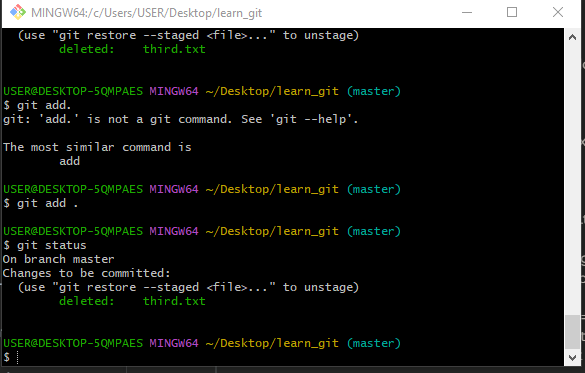 MINGW64:/c/Users/USER/Desktop/learn_git
(use "git restore --staged <file>..." to unstage)
deleted:    third.txt
USER@DESKTOP-5QMPAES MINGW64 ~/Desktop/learn_git (master)
$ git add.
git: 'add.' is not a git command. See 'git --help'.
The most similar command is
add
USER@DESKTOP-5QMPAES MINGW64 ~/Desktop/learn_git (master)
$ git add .
USER@DESKTOP-5QMPAES MINGW64 ~/Desktop/learn_git (master)
$ git status
On branch master
Changes to be committed:
(use "git restore --staged <file>..." to unstage)
deleted:    third.txt
USER@DESKTOP-5QMPAES MINGW64 ~/Desktop/learn_git (master)
$